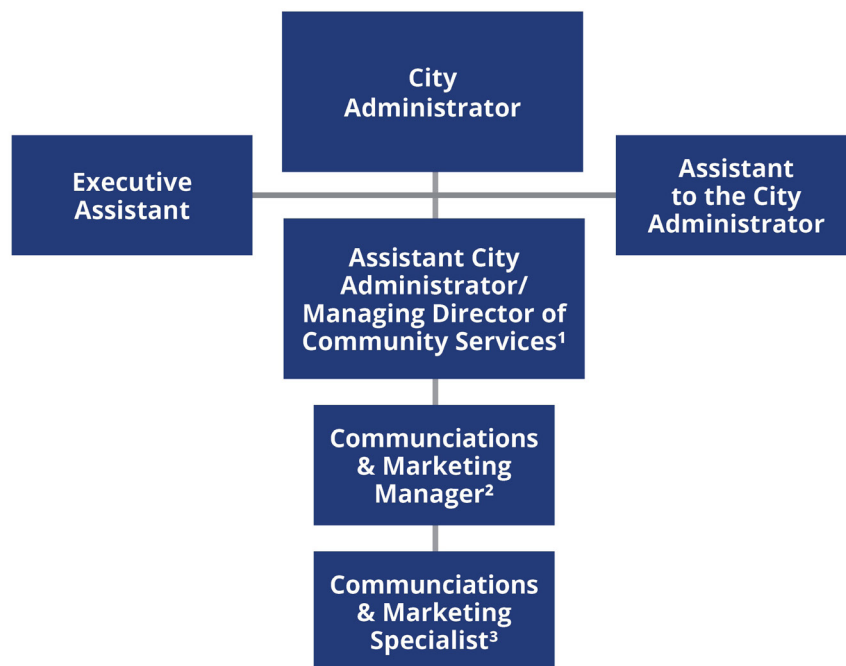 City
Administrator
Executive
Assistant
Assistant
to the City
Administrator
Assistant City
Administrator/
Managing Director of
Community Services¹
Communciations
& Marketing
Manager²
Communciations
& Marketing
Specialist³